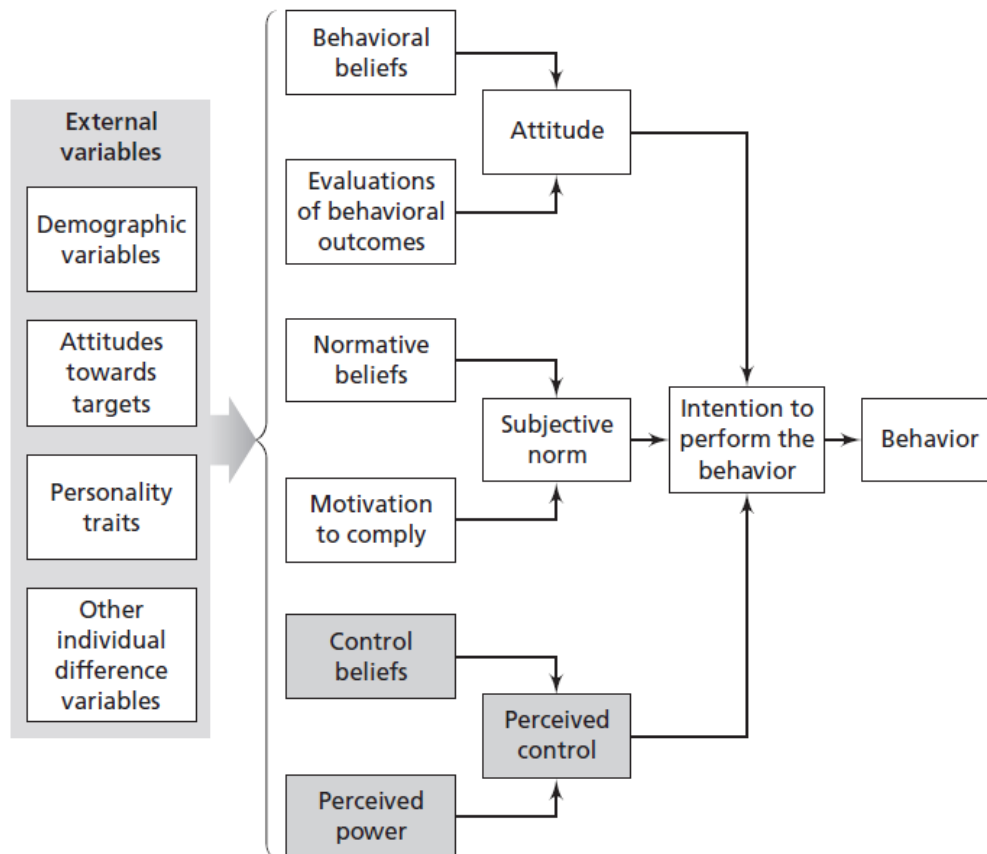 External
variables
Demographic
variables
Attitudes
towards
targets
Personality
traits
Other
individual
difference
variables
Behavioral
beliefs
Evaluations
of behavioral
outcomes
Attitude
Normative
beliefs
Motivation
to comply
Subjective
norm
Control
beliefs
Perceived
power
Perceived
control
Intention to
perform the
behavior
Behavior